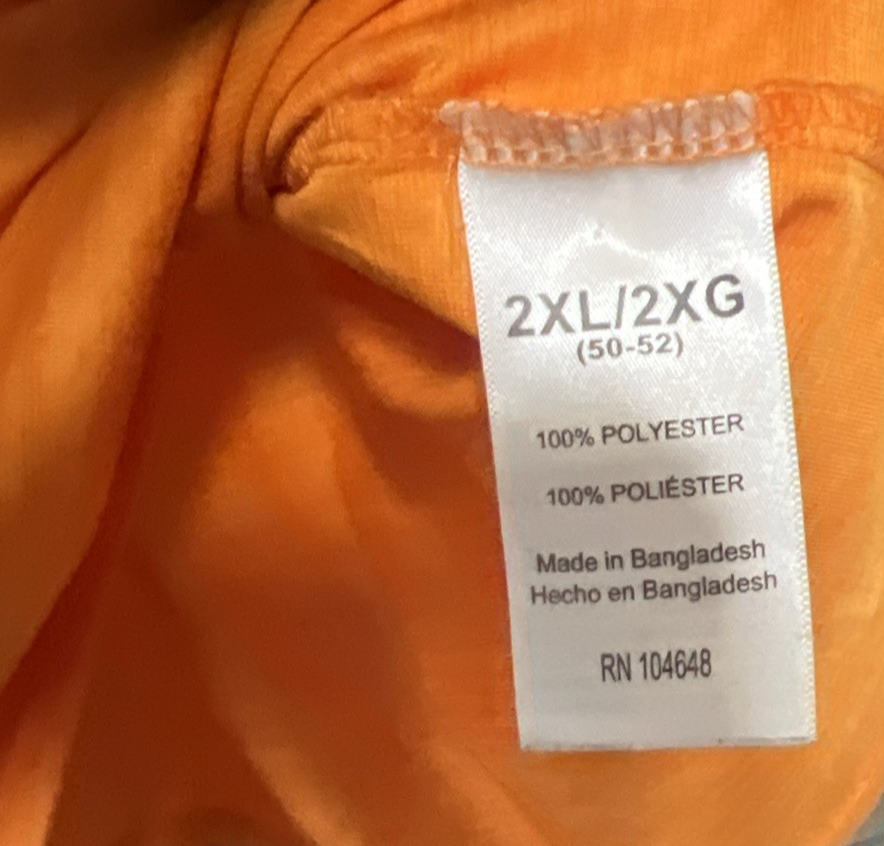 2XL/2XG
(50-52)
100% POLYESTER
100% POLIÉSTER
Made in Bangladesh
Hecho en Bangladesh
RN 104648